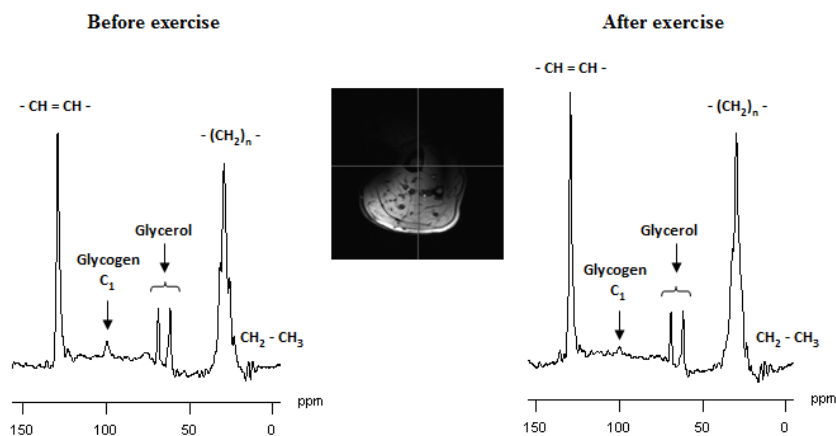 Before exercise
- CH = CH -
- (CH₂)ₙ -
Glycerol
Glycogen
C₁
CH₂ - CH₃
ppm
150 100 50 0
After exercise
- CH = CH -
- (CH₂)ₙ -
Glycerol
Glycogen
C₁
CH₂ - CH₃
ppm
150 100 50 0